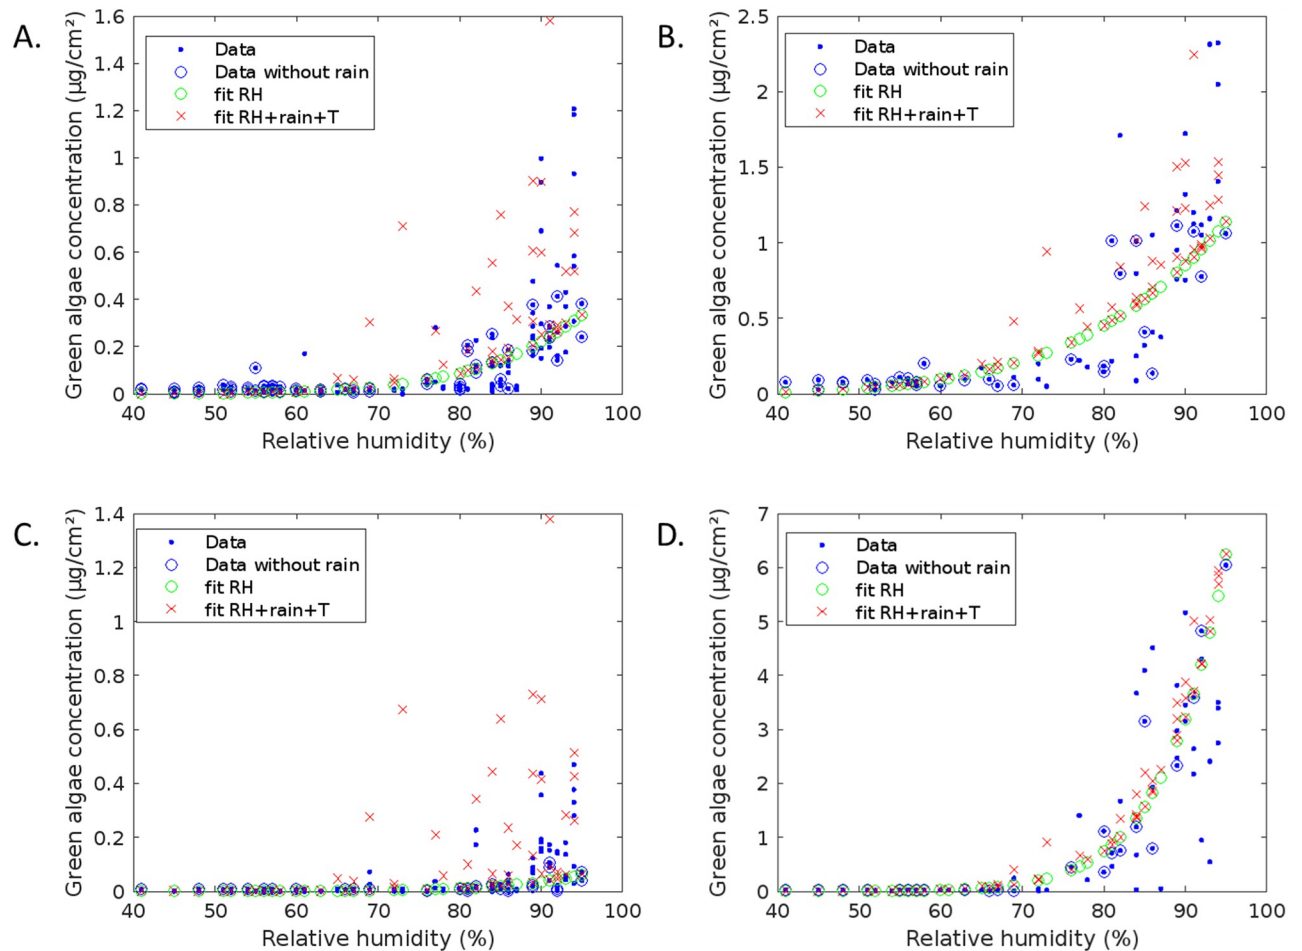 A.
Green algae concentration (µg/cm²)
1.6
1.4
1.2
1
0.8
0.6
0.4
0.2
0
Data
Data without rain
fit RH
fit RH+rain+T
40 50 60 70 80 90 100
Relative humidity (%)
B.
Green algae concentration (µg/cm²)
2.5
2
1.5
1
0.5
0
Data
Data without rain
fit RH
fit RH+rain+T
40 50 60 70 80 90 100
Relative humidity (%)
C.
Green algae concentration (µg/cm²)
1.4
1.2
1
0.8
0.6
0.4
0.2
0
Data
Data without rain
fit RH
fit RH+rain+T
40 50 60 70 80 90 100
Relative humidity (%)
D.
Green algae concentration (µg/cm²)
7
6
5
4
3
2
1
0
Data
Data without rain
fit RH
fit RH+rain+T
40 50 60 70 80 90 100
Relative humidity (%)